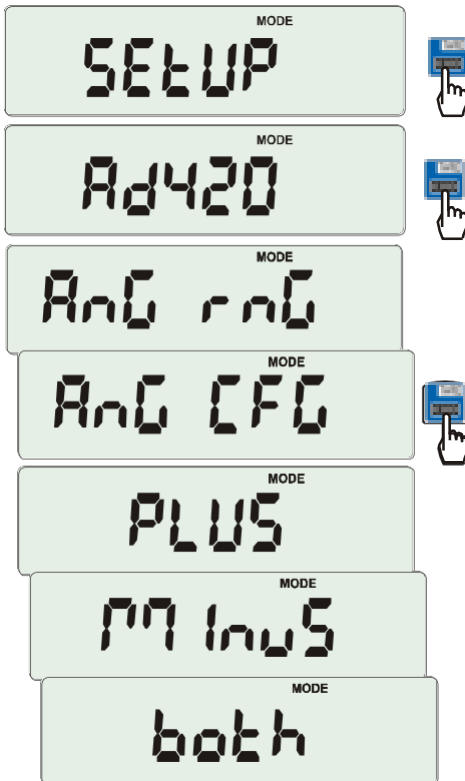 MODE
SEtUP
MODE
Ad420
MODE
AnG rnG
MODE
AnG CFG
MODE
PLUS
MODE
MInuS
MODE
both